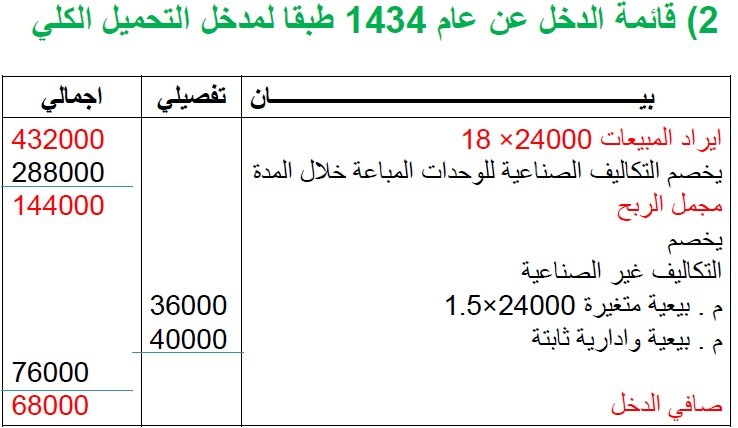 2) قائمة الدخل عن عام 1434 طبقا لمدخل التحميل الكلي
بيــــــــــــــــــــــــــــــان تفصيلي اجمالي
ايراد المبيعات 24000× 18 432000
يخصم التكاليف الصناعية للوحدات المباعة خلال المدة 288000
مجمل الربح 144000
يخصم
التكاليف غير الصناعية
م . بيعية متغيرة 24000×1.5 36000
م . بيعية وادارية ثابتة 40000
76000
صافي الدخل 68000